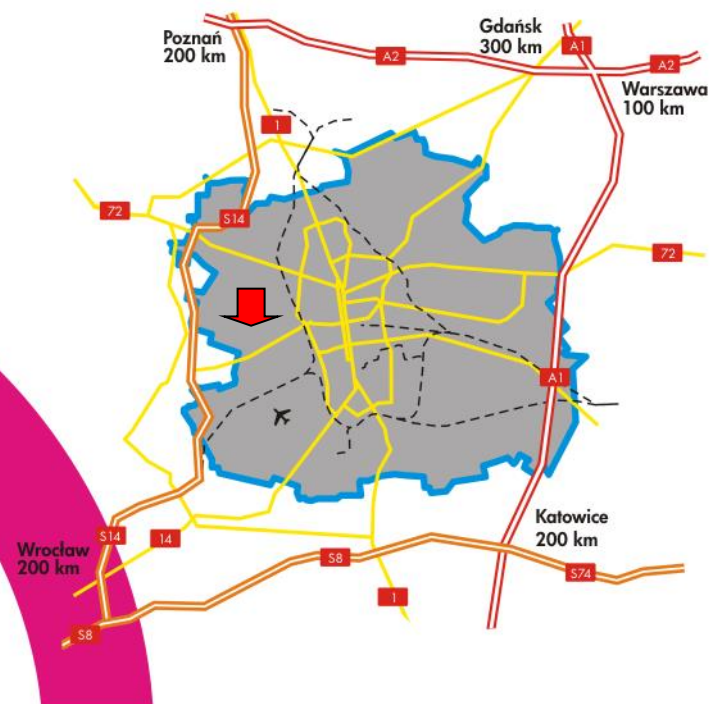 Poznań
200 km
Gdańsk
300 km
A1
A2
A2
Warszawa
100 km
1
72
S14
72
A1
Wrocław
200 km
S14
14
S8
Katowice
200 km
S74
1
S8